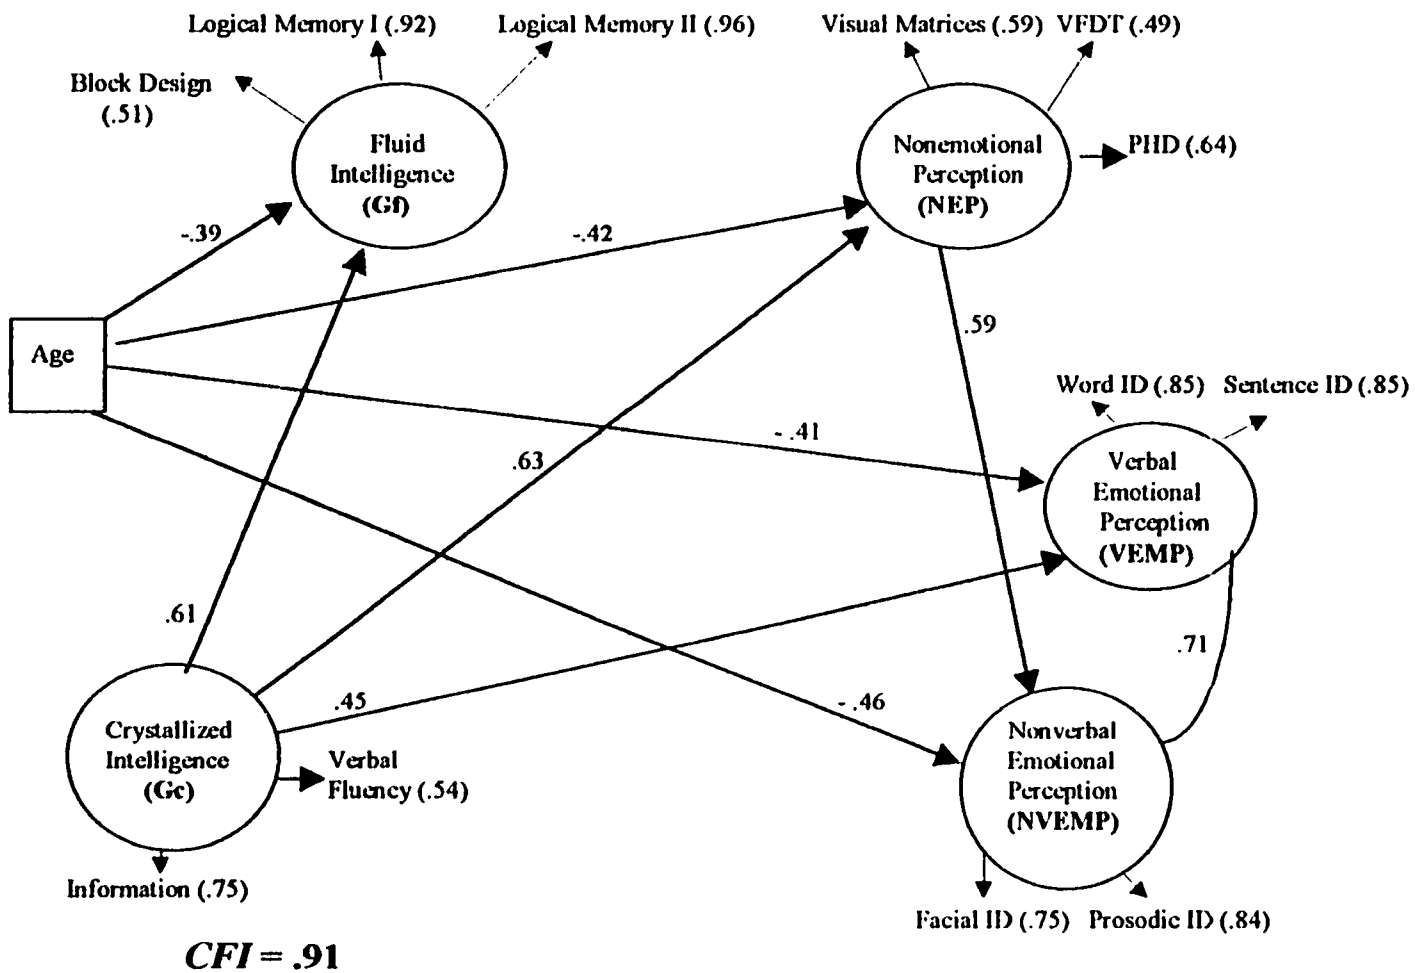 Logical Memory I (.92) Logical Memory II (.96) Visual Matrices (.59) VFDT (.49)
Block Design
(.51)
Fluid
Intelligence
(Gf)
Nonemotional
Perception
(NEP)
PHD (.64)
-.39
-.42
Age
.59
Word ID (.85) Sentence ID (.85)
- .41
.63
Verbal
Emotional
Perception
(VEMP)
.61
.71
.45
- .46
Crystallized
Intelligence
(Gc)
Verbal
Fluency (.54)
Nonverbal
Emotional
Perception
(NVEMP)
Information (.75)
Facial ID (.75) Prosodic ID (.84)
CFI = .91